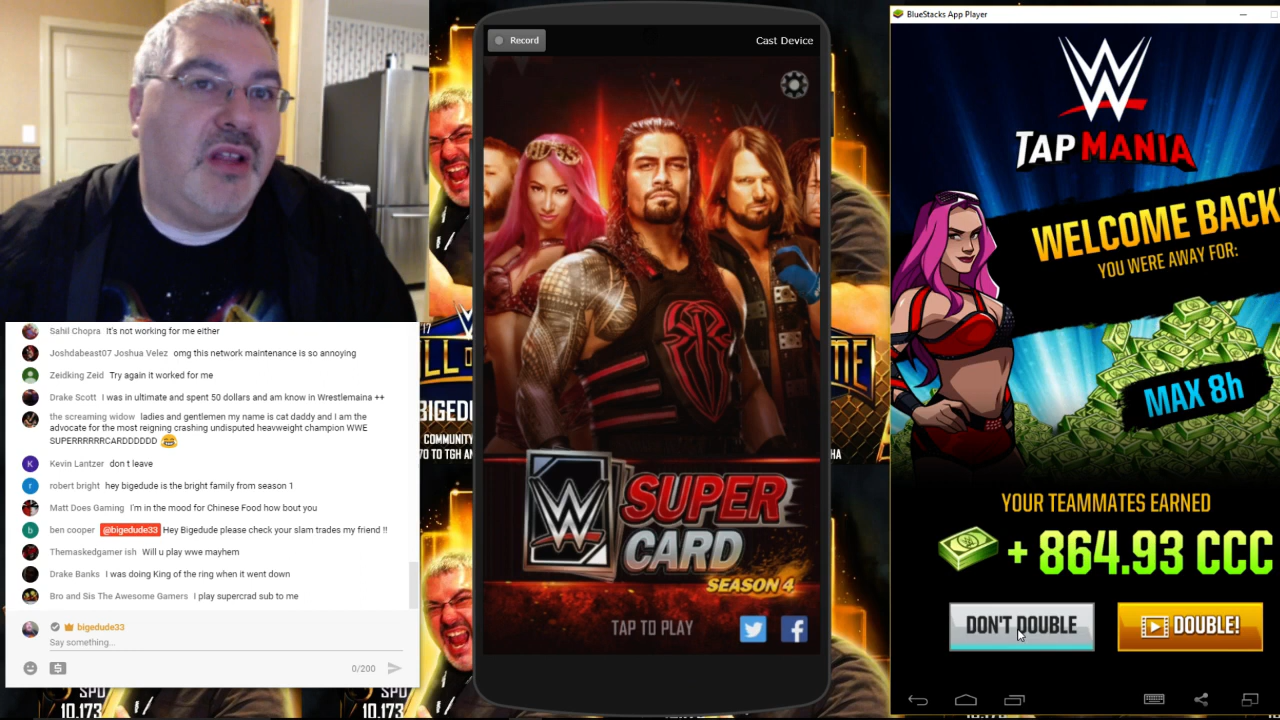 Sahil Chopra It's not working for me either
Joshdabeast07 Joshua Velez omg this network maintenance is so annoying
Zeidking Zeid Try again it worked for me
Drake Scott I was in ultimate and spent 50 dollars and am know in Wrestlemaina ++
the screaming widow ladies and gentlemen my name is cat daddy and I am the
advocate for the most reigning crashing undisputed heavweight champion WWE
SUPERRRRRCARDDDDDD
Kevin Lantzer don t leave
robert bright hey bigedude is the bright family from season 1
Matt Does Gaming I'm in the mood for Chinese Food how bout you
ben cooper @bigedude33 Hey Bigedude please check your slam trades my friend !!
Themaskedgamer ish Will u play wwe mayhem
Drake Banks I was doing King of the ring when it went down
Bro and Sis The Awesome Gamers I play supercrad sub to me
bigedude33
Say something...
0/200
SPD
10.173
SPD
10.173
COMMUNITY
Record
Cast Device
W
SUPER
CARD
SEASON 4
TAP TO PLAY
BlueStacks App Player
W
TAP MANIA
WELCOME BACK
YOU WERE AWAY FOR:
MAX 8h
YOUR TEAMMATES EARNED
+ 864.93 CCC
DON'T DOUBLE
DOUBLE!